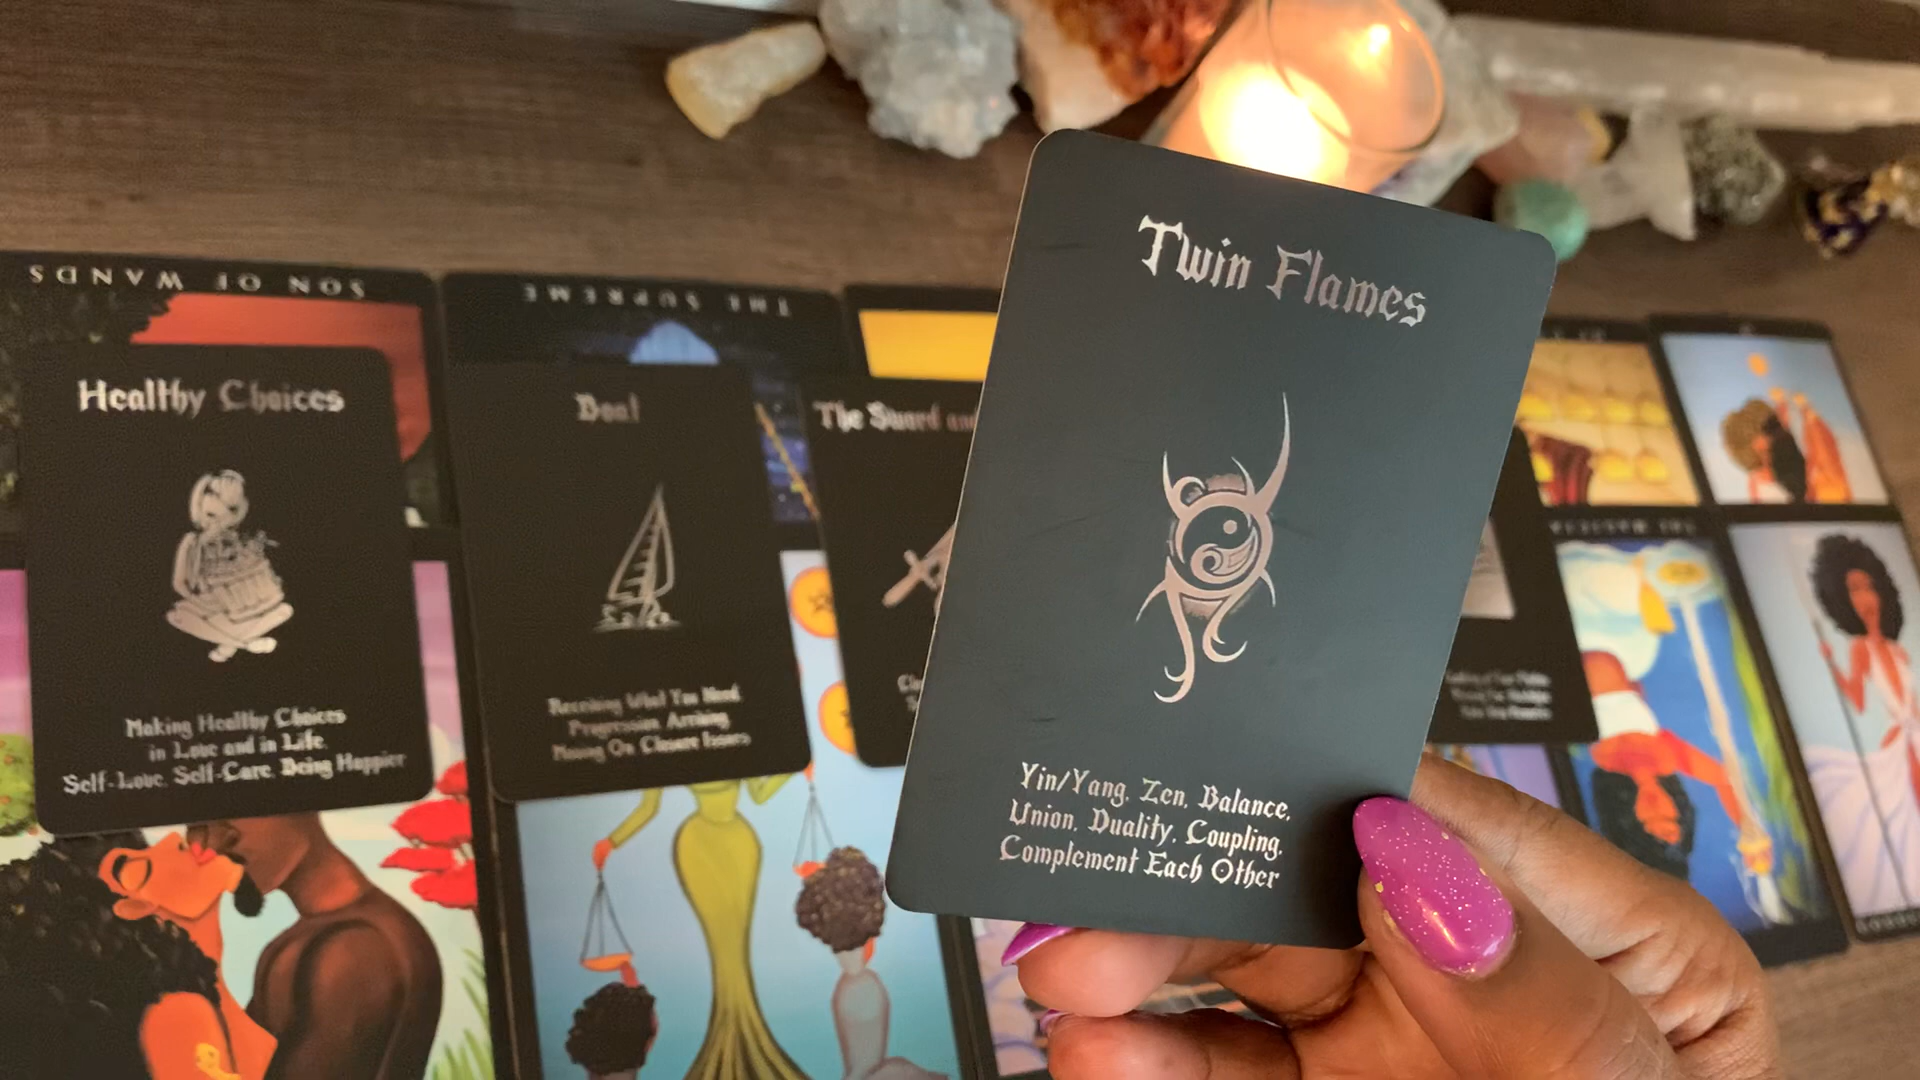 SON OF WANDS
THE SUPREME
Healthy Choices
Making Healthy Choices
in Love and in Life.
Self-Love. Self-Care. Being Happier
Boat
Receiving What You Need.
Progression. Arriving
Moving On. Closure Issues
The Sword and
Twin Flames
Yin/Yang, Zen, Balance,
Union, Duality, Coupling,
Complement Each Other